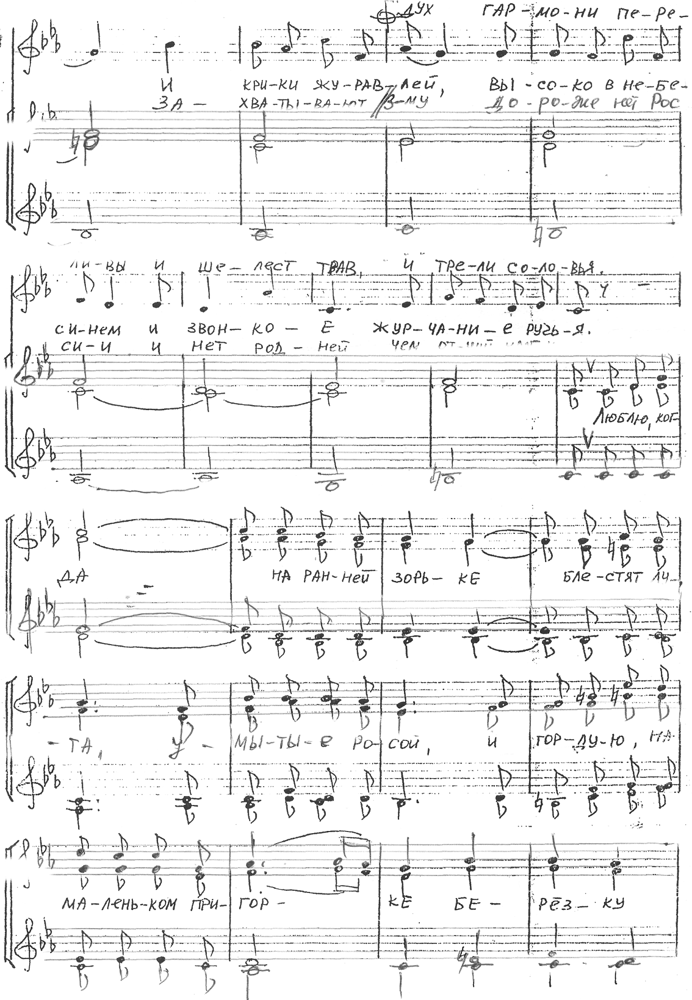 ДУХ ГАР-МО-НИ ПЕ-РЕ-
И КРИ-КИ ЖУ-РАВ-ЛЕЙ, ВЫ-СО-КО В НЕ-БЕ-
ЗА- ХВА-ТЫ-ВА-ЮТ З-МУ ДО-РО-ЖЕ НЕТ РОС
ЛИ-ВЫ И ШЕ-ЛЕСТ ТРАВ, И ТРЕ-ЛИ СО-ЛО-ВЬЯ.
СИ-НЕМ И ЗВОН-КО-Е ЖУР-ЧА-НИ-Е РУЧЬ-Я.
СИ-И И НЕТ РОД-НЕЙ ЧЕМ
ЛЮБЛЮ, КОГ-
ДА НА РАН-НЕЙ ЗОРЬ-КЕ БЛЕ-СТЯТ ЛИ-
-ТА, У- МЫ-ТЫ-Е РО-СОЙ, И ГОР-ДУ-Ю, НА
МА-ЛЕНЬ-КОМ ПРИ-ГОР- КЕ БЕ- РЁЗ-КУ